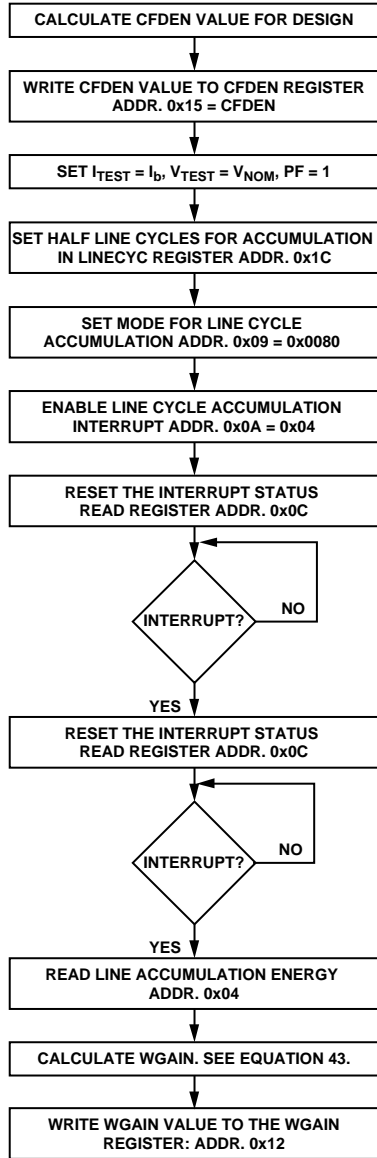 CALCULATE CFDEN VALUE FOR DESIGN
WRITE CFDEN VALUE TO CFDEN REGISTER
ADDR. 0x15 = CFDEN
SET I_TEST = I_b, V_TEST = V_NOM, PF = 1
SET HALF LINE CYCLES FOR ACCUMULATION
IN LINECYC REGISTER ADDR. 0x1C
SET MODE FOR LINE CYCLE
ACCUMULATION ADDR. 0x09 = 0x0080
ENABLE LINE CYCLE ACCUMULATION
INTERRUPT ADDR. 0x0A = 0x04
RESET THE INTERRUPT STATUS
READ REGISTER ADDR. 0x0C
INTERRUPT?
NO
YES
RESET THE INTERRUPT STATUS
READ REGISTER ADDR. 0x0C
INTERRUPT?
NO
YES
READ LINE ACCUMULATION ENERGY
ADDR. 0x04
CALCULATE WGAIN. SEE EQUATION 43.
WRITE WGAIN VALUE TO THE WGAIN
REGISTER: ADDR. 0x12